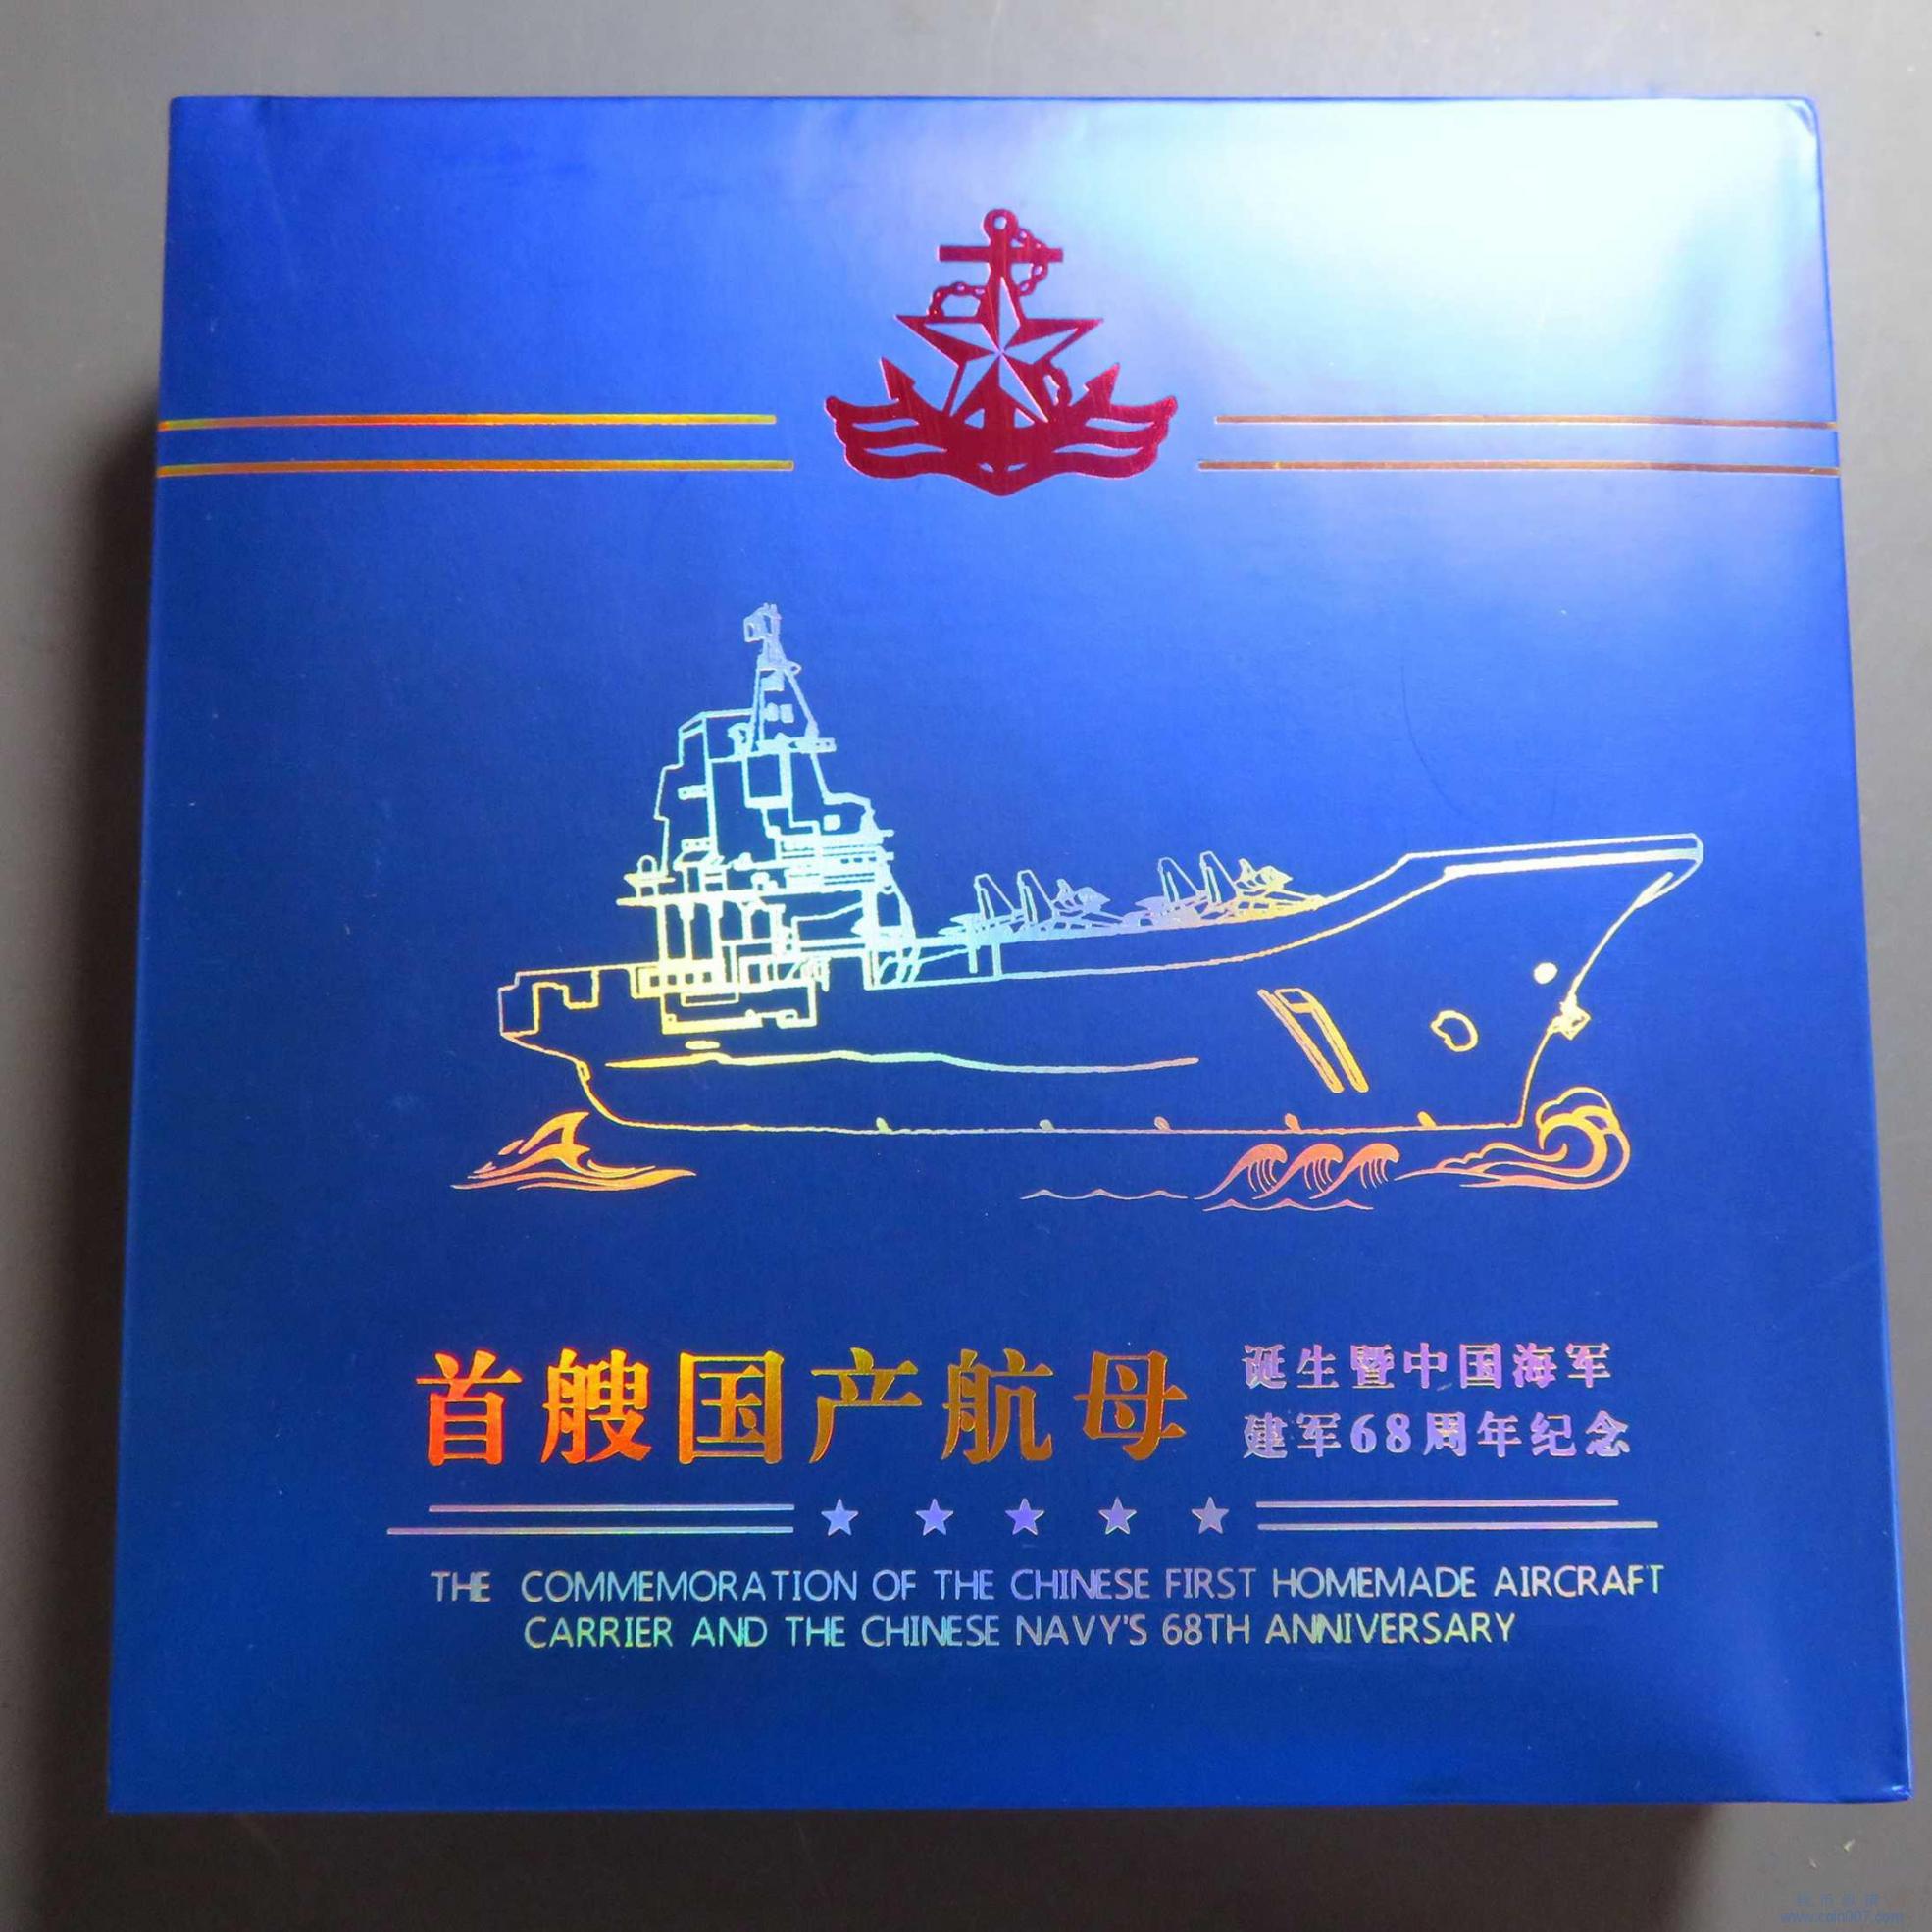 首艘国产航母
诞生暨中国海军
建军68周年纪念
THE COMMEMORATION OF THE CHINESE FIRST HOMEMADE AIRCRAFT
CARRIER AND THE CHINESE NAVY'S 68TH ANNIVERSARY